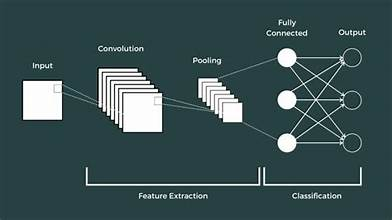 Input
Convolution
Pooling
Fully
Connected
Output
Feature Extraction
Classification